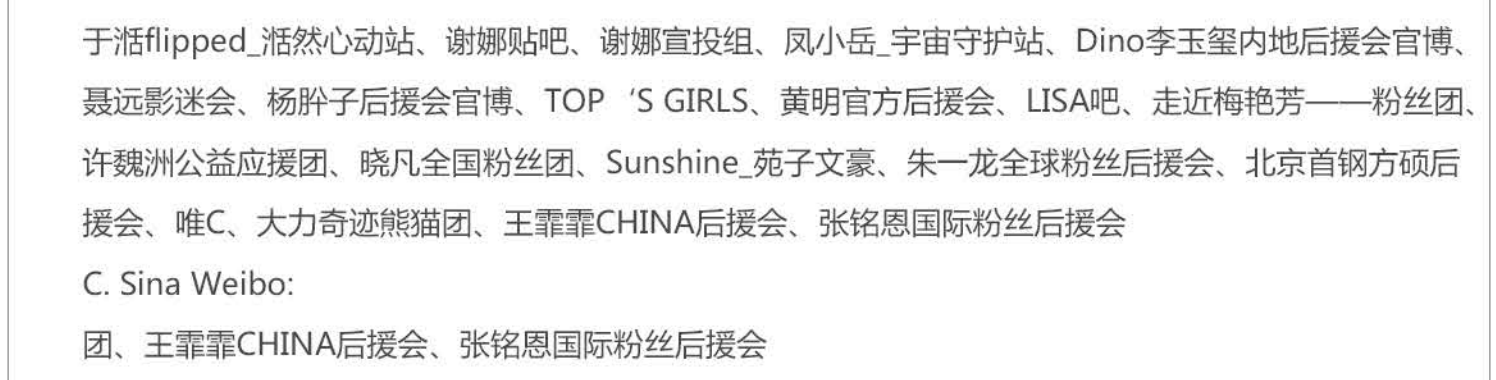 于湉flipped_湉然心动站、谢娜贴吧、谢娜宣投组、凤小岳_宇宙守护站、Dino李玉玺内地后援会官博、
聂远影迷会、杨肸子后援会官博、TOP‘S GIRLS、黄明官方后援会、LISA吧、走近梅艳芳——粉丝团、
许魏洲公益应援团、晓凡全国粉丝团、Sunshine_苑子文豪、朱一龙全球粉丝后援会、北京首钢方硕后
援会、唯C、大力奇迹熊猫团、王霏霏CHINA后援会、张铭恩国际粉丝后援会
C. Sina Weibo:
团、王霏霏CHINA后援会、张铭恩国际粉丝后援会